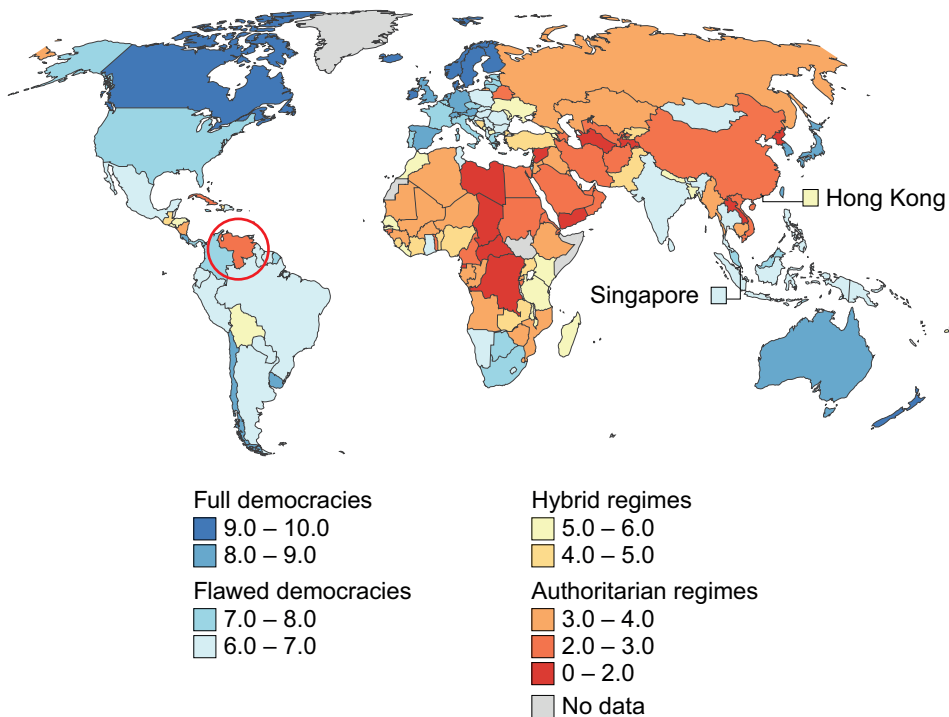 Hong Kong
Singapore
Full democracies
9.0 – 10.0
8.0 – 9.0
Flawed democracies
7.0 – 8.0
6.0 – 7.0
Hybrid regimes
5.0 – 6.0
4.0 – 5.0
Authoritarian regimes
3.0 – 4.0
2.0 – 3.0
0 – 2.0
No data